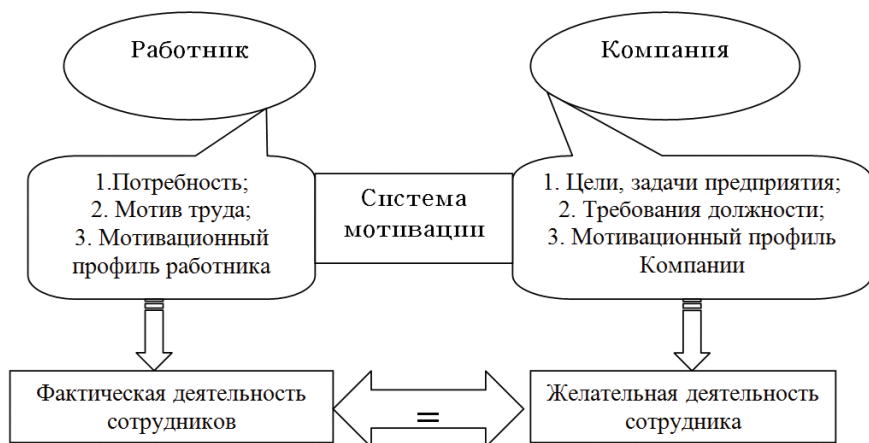 Работник
Компания
1.Потребность;
2. Мотив труда;
3. Мотивационный
профиль работника
Система
мотивации
1. Цели, задачи предприятия;
2. Требования должности;
3. Мотивационный профиль
Компании
Фактическая деятельность
сотрудников
=
Желательная деятельность
сотрудника